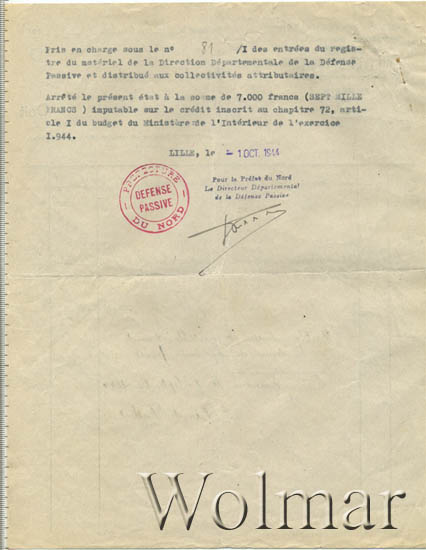 Pris en charge sous le n° 81 /I des entrées du regis-
tre du matériel de la Direction Départementale de la Défense
Passive et distribué aux collectivités attributaires.
Arrêté le présent état à la somme de 7.000 francs (SEPT MILLE
FRANCS ) imputable sur le crédit inscrit au chapitre 72, arti-
cle I du budget du Ministère de l'Intérieur de l'exercice
I.944.
LILLE, le - 1 OCT. 1944
PREFECTURE
DEFENSE
PASSIVE
DU NORD
Pour le Préfet du Nord
Le Directeur Départemental
de la Défense Passive
Wolmar